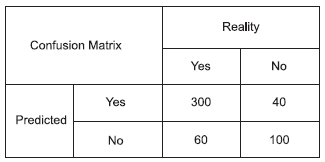 Confusion Matrix
Reality
Yes No
Predicted
Yes 300 40
No 60 100